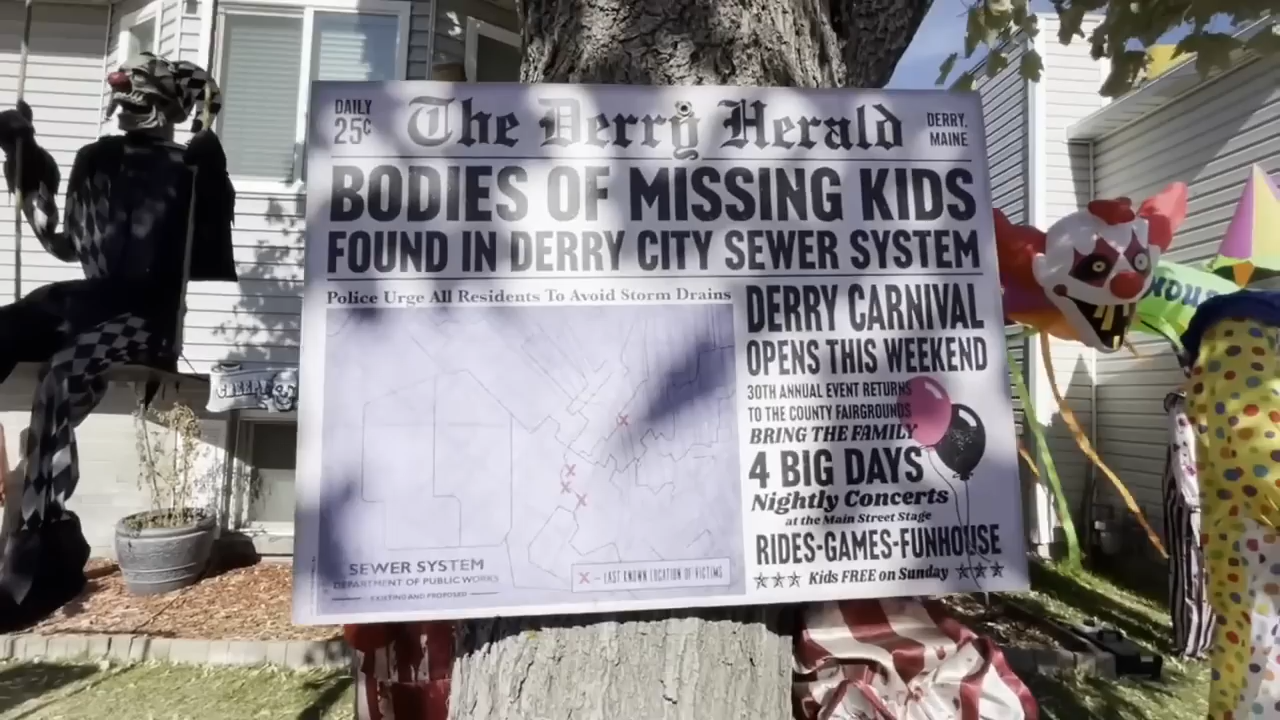 DAILY
25¢
The Derry Herald
DERRY,
MAINE
BODIES OF MISSING KIDS
FOUND IN DERRY CITY SEWER SYSTEM
Police Urge All Residents To Avoid Storm Drains
SEWER SYSTEM
DEPARTMENT OF PUBLIC WORKS
EXISTING AND PROPOSED
X – LAST KNOWN LOCATION OF VICTIMS
DERRY CARNIVAL
OPENS THIS WEEKEND
30TH ANNUAL EVENT RETURNS
TO THE COUNTY FAIRGROUNDS
BRING THE FAMILY
4 BIG DAYS
Nightly Concerts
at the Main Street Stage
RIDES-GAMES-FUNHOUSE
Kids FREE on Sunday